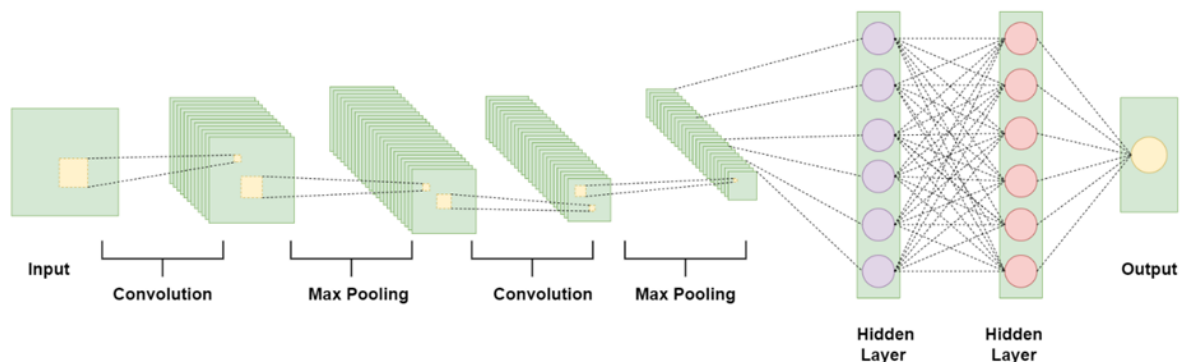 Input
Convolution
Max Pooling
Convolution
Max Pooling
Hidden
Layer
Hidden
Layer
Output